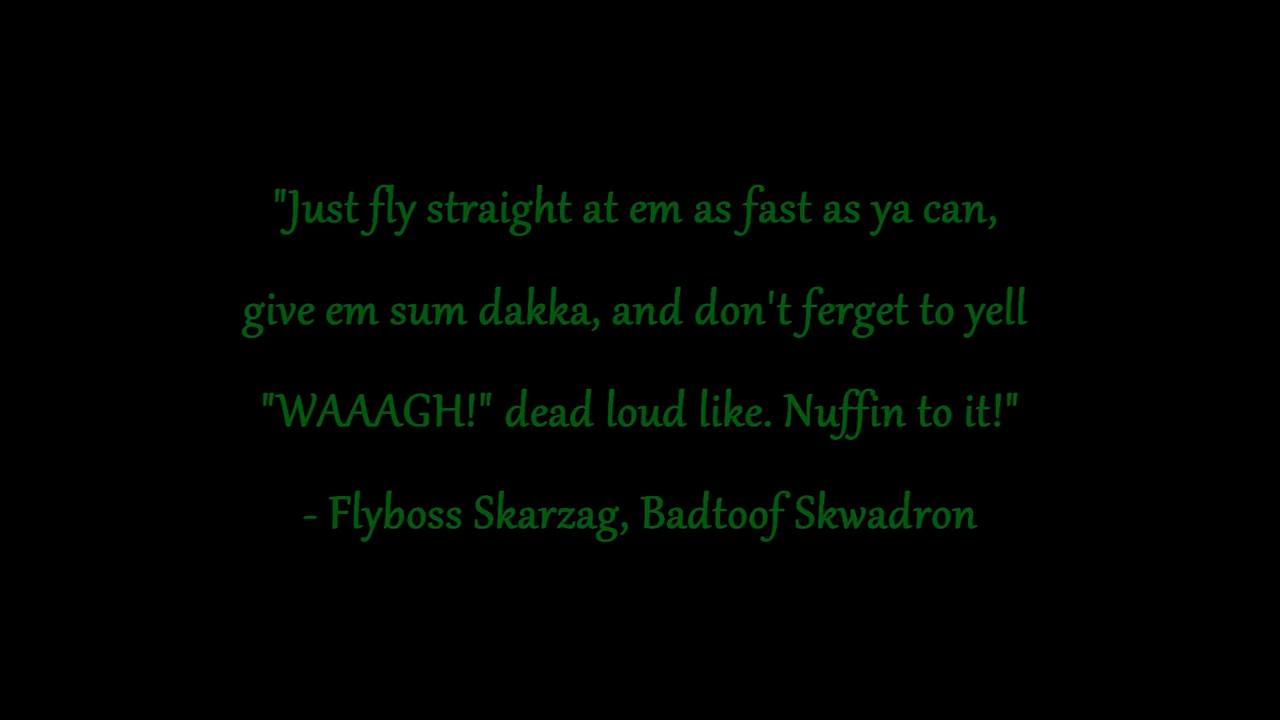 "Just fly straight at em as fast as ya can,
give em sum dakka, and don't ferget to yell
"WAAAGH!" dead loud like. Nuffin to it!"
- Flyboss Skarzag, Badtoof Skwadron